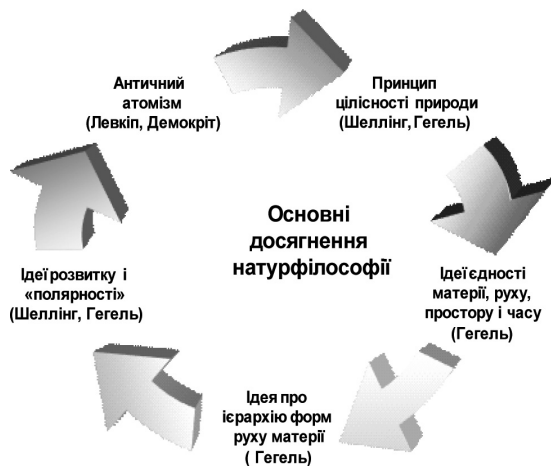 Античний
атомізм
(Левкіп, Демокріт)
Принцип
цілісності природи
(Шеллінг, Гегель)
Основні
досягнення
натурфілософії
Ідеї єдності
матерії, руху,
простору і часу
(Гегель)
Ідея про
ієрархію форм
руху матерії
( Гегель)
Ідеї розвитку і
«полярності»
(Шеллінг, Гегель)